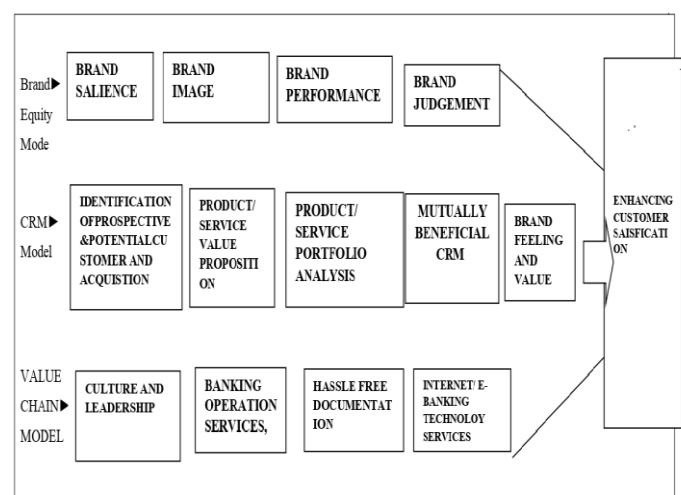 Brand▶
Equity
Mode
BRAND
SALIENCE
BRAND
IMAGE
BRAND
PERFORMANCE
BRAND
JUDGEMENT
CRM▶
Model
IDENTIFICATION
OFPROSPECTIVE
&POTENTIALCU
STOMER AND
ACQUISTION
PRODUCT/
SERVICE
VALUE
PROPOSITI
ON
PRODUCT/
SERVICE
PORTFOLIO
ANALYSIS
MUTUALLY
BENEFICIAL
CRM
BRAND
FEELING
AND
VALUE
ENHANCING
CUSTOMER
SAISFICATI
ON
VALUE
CHAIN▶
MODEL
CULTURE AND
LEADERSHIP
BANKING
OPERATION
SERVICES,
HASSLE FREE
DOCUMENTAT
ION
INTERNET/ E-
BANKING
TECHNOLOY
SERVICES